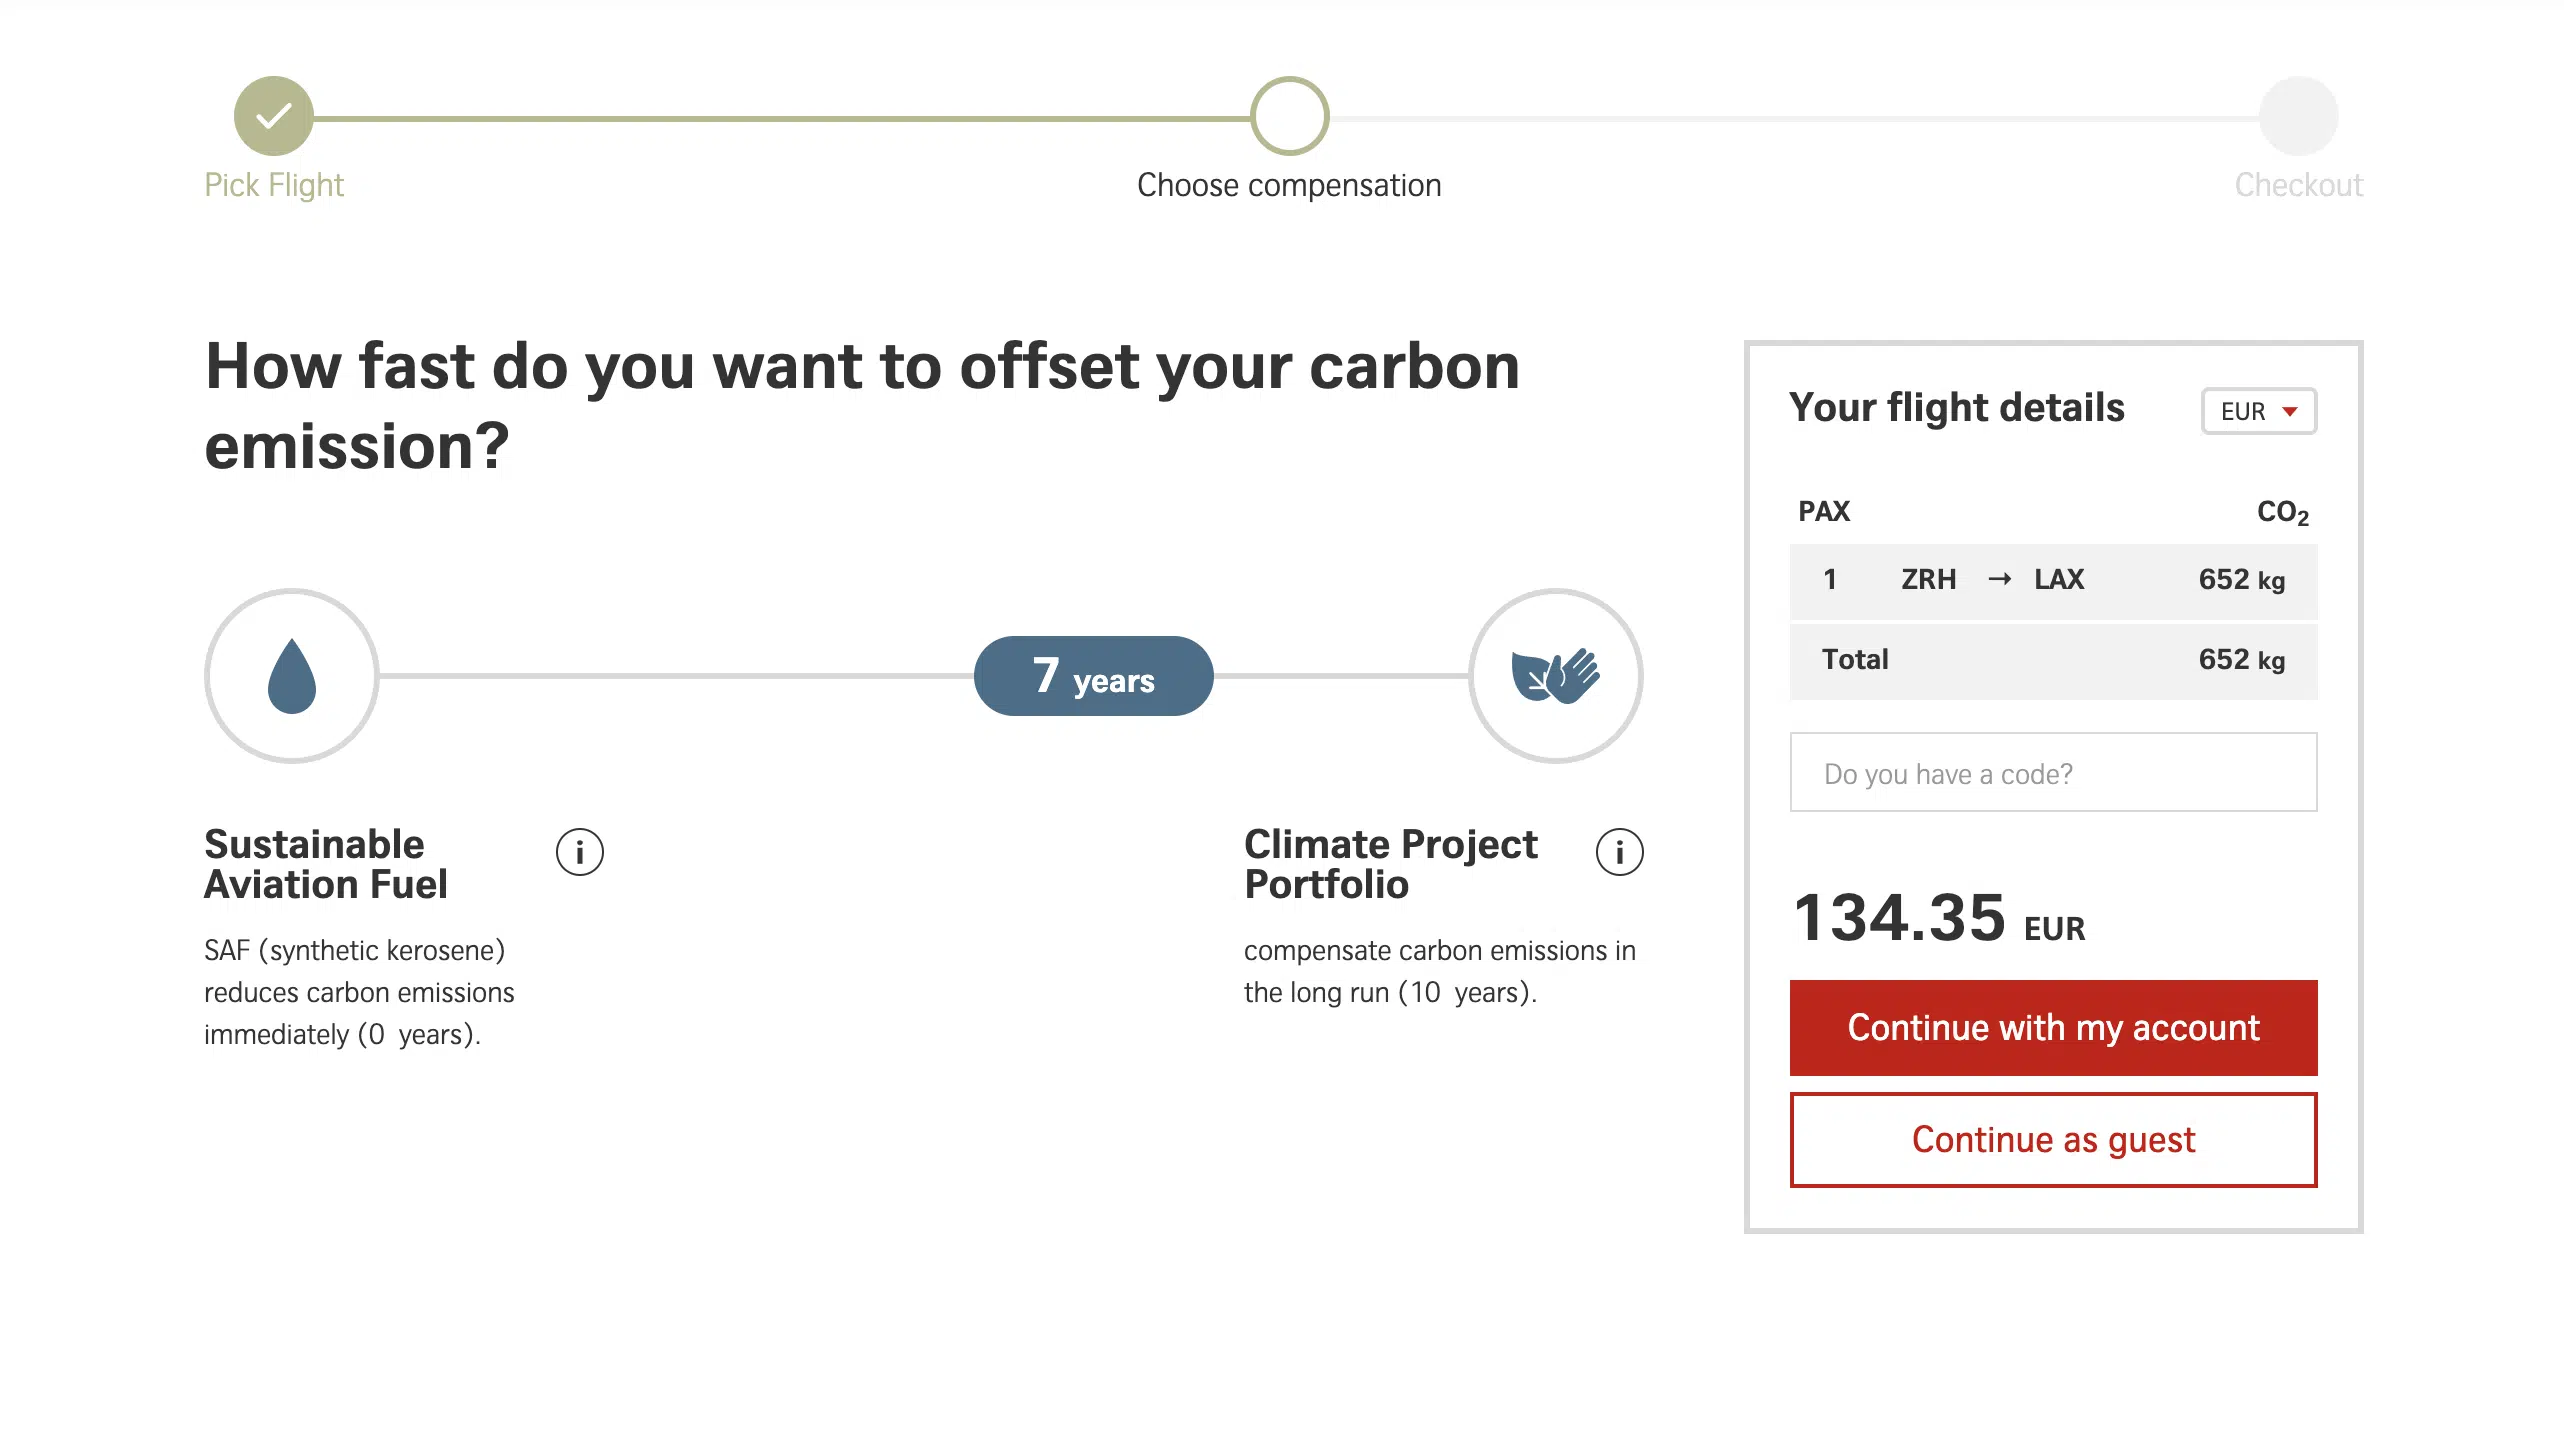 Pick Flight
Choose compensation
Checkout
How fast do you want to offset your carbon
emission?
7 years
Sustainable
Aviation Fuel
i
SAF (synthetic kerosene)
reduces carbon emissions
immediately (0 years).
Climate Project
Portfolio
i
compensate carbon emissions in
the long run (10 years).
Your flight details
EUR
PAX CO₂
1 ZRH → LAX 652 kg
Total 652 kg
Do you have a code?
134.35 EUR
Continue with my account
Continue as guest